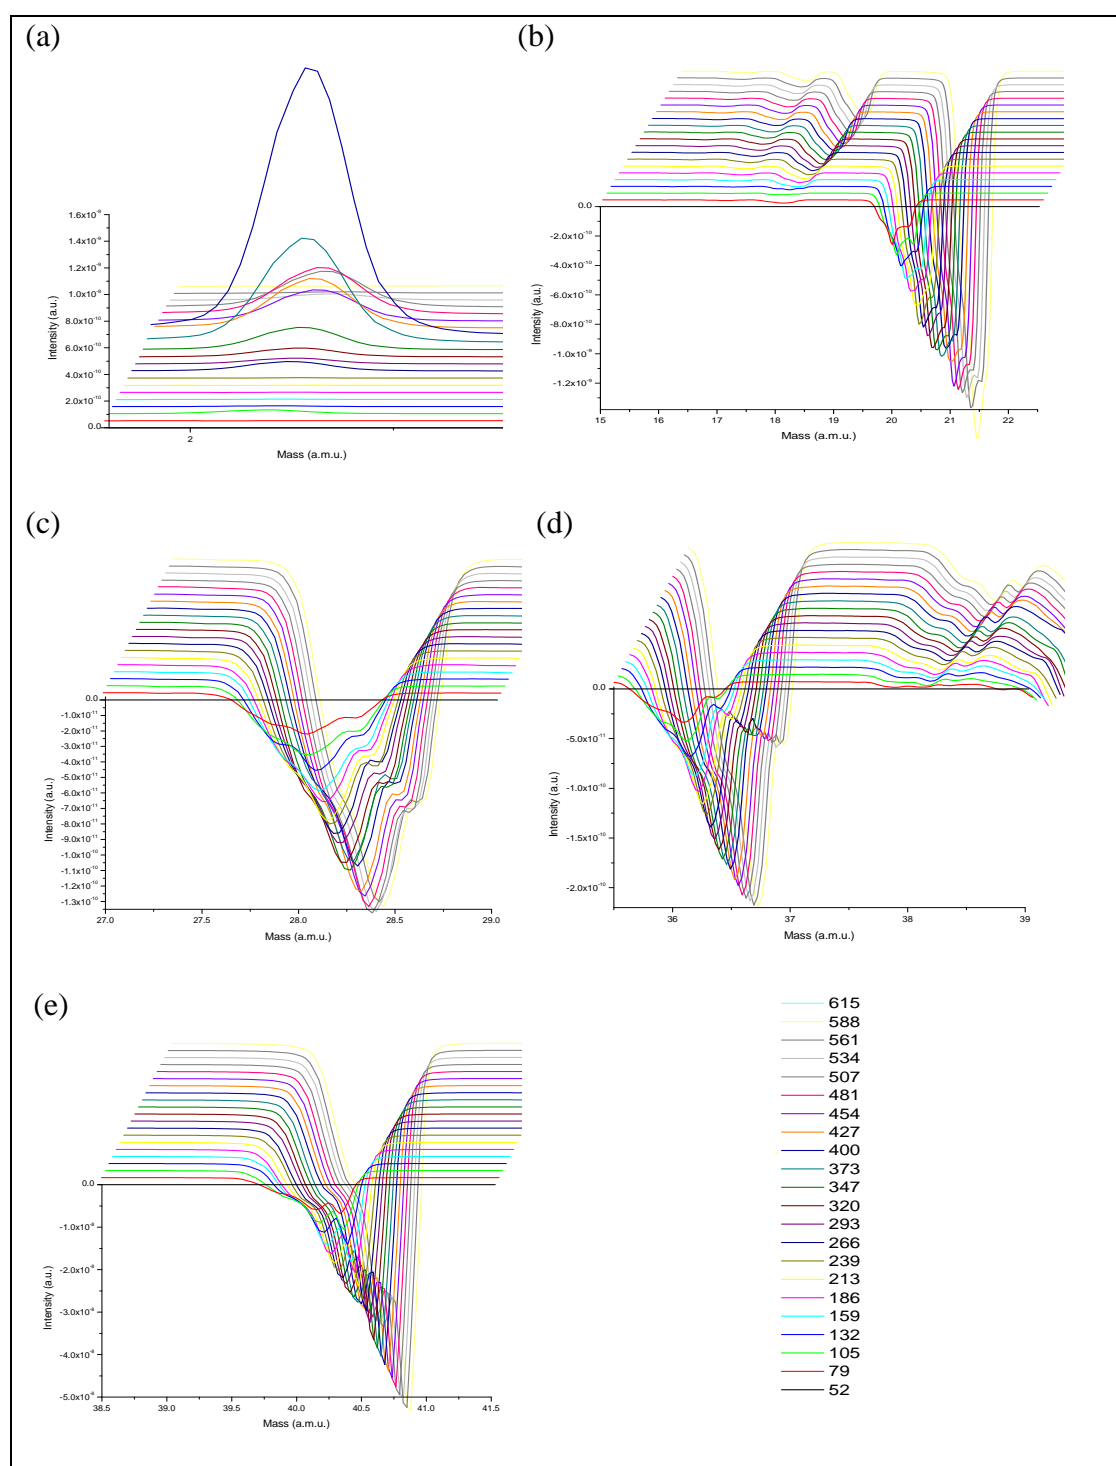 (a)
1.6x10-9
1.4x10-9
1.2x10-9
1.0x10-9
8.0x10-10
6.0x10-10
4.0x10-10
2.0x10-10
0.0
Intensity (a.u.)
2
Mass (a.m.u.)
(b)
0.0
-2.0x10-10
-4.0x10-10
-6.0x10-10
-8.0x10-10
-1.0x10-9
-1.2x10-9
Intensity (a.u.)
15 16 17 18 19 20 21 22
Mass (a.m.u.)
(c)
0.0
-1.0x10-11
-2.0x10-11
-3.0x10-11
-4.0x10-11
-5.0x10-11
-6.0x10-11
-7.0x10-11
-8.0x10-11
-9.0x10-11
-1.0x10-10
-1.1x10-10
-1.2x10-10
-1.3x10-10
Intensity (a.u.)
27.0 27.5 28.0 28.5 29.0
Mass (a.m.u.)
(d)
0.0
-5.0x10-11
-1.0x10-10
-1.5x10-10
-2.0x10-10
Intensity (a.u.)
36 37 38 39
Mass (a.m.u.)
(e)
0.0
-1.0x10-8
-2.0x10-8
-3.0x10-8
-4.0x10-8
-5.0x10-8
Intensity (a.u.)
38.5 39.0 39.5 40.0 40.5 41.0 41.5
Mass (a.m.u.)
615
588
561
534
507
481
454
427
400
373
347
320
293
266
239
213
186
159
132
105
79
52